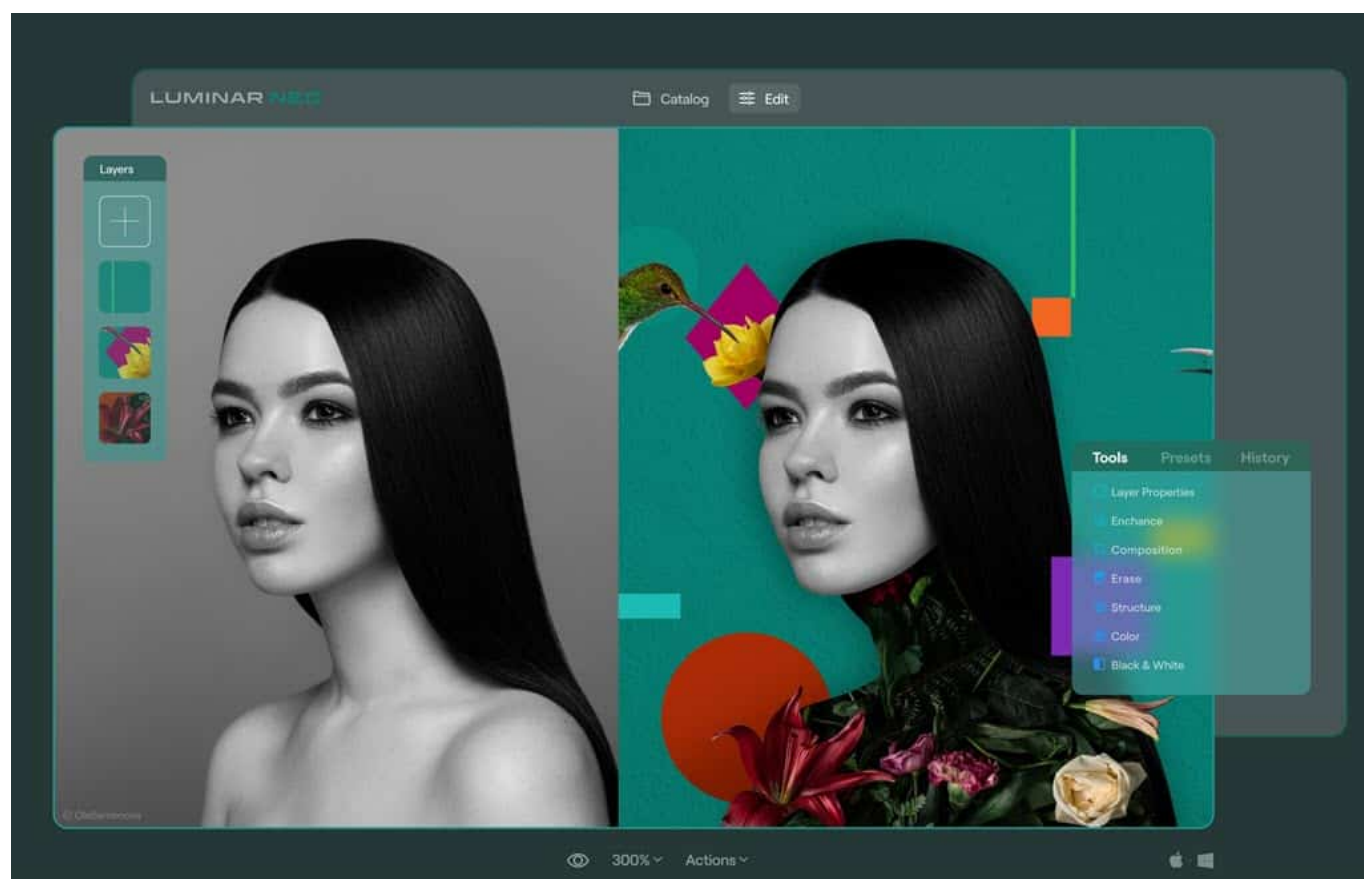 LUMINAR NEO
Catalog
Edit
Layers
Tools
Presets
History
Layer Properties
Enchance
Composition
Erase
Structure
Color
Black & White
300%
Actions